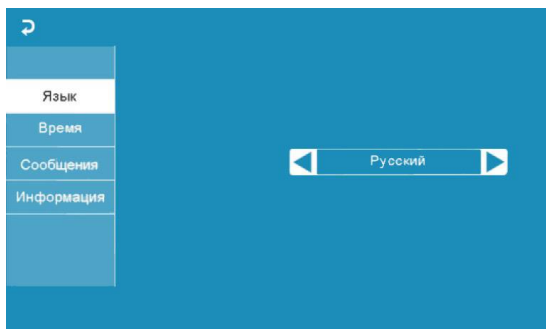 Язык
Время
Русский
Сообщения
Информация